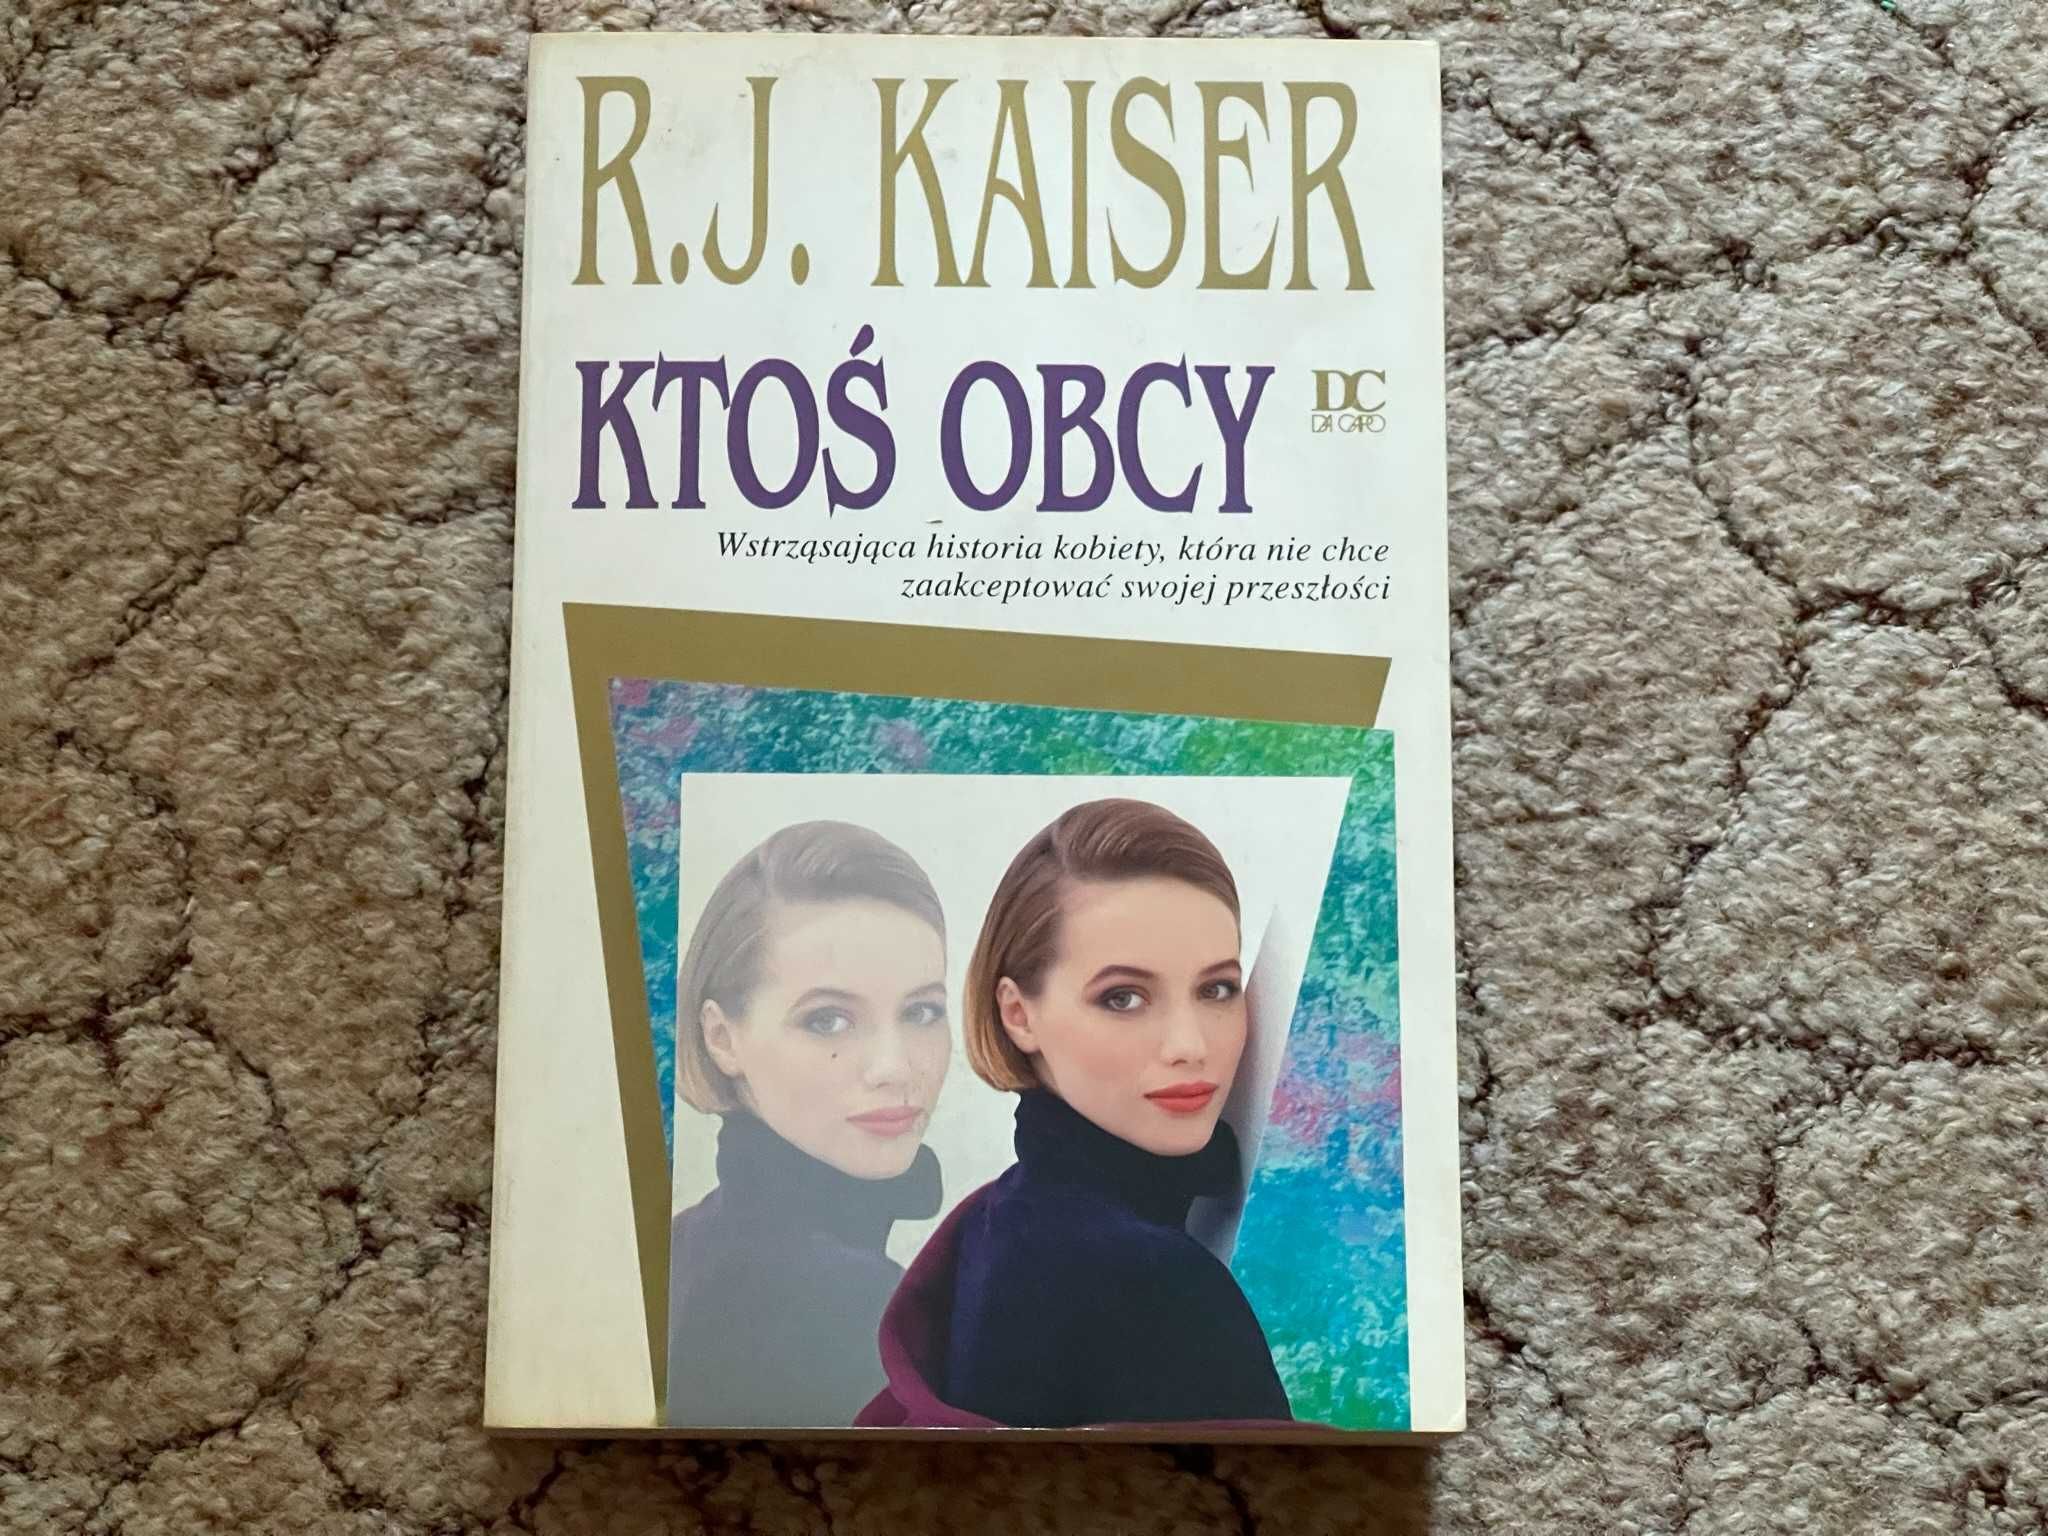 R.J. KAISER
KTOŚ OBCY
DC
DA CAPO
Wstrząsająca historia kobiety, która nie chce
zaakceptować swojej przeszłości